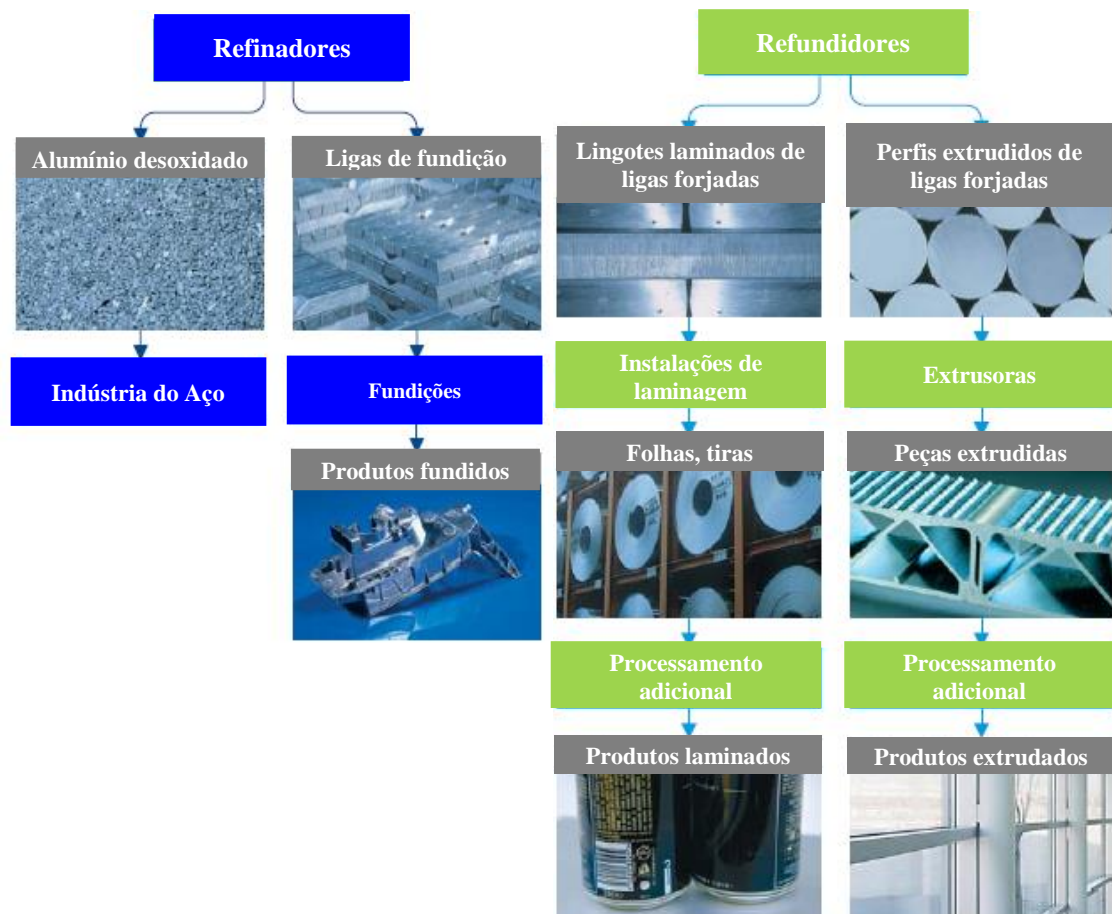 Refinadores
Refundidores
Alumínio desoxidado
Ligas de fundição
Lingotes laminados de
ligas forjadas
Perfis extrudidos de
ligas forjadas
Indústria do Aço
Fundições
Instalações de
laminagem
Extrusoras
Produtos fundidos
Folhas, tiras
Peças extrudidas
Processamento
adicional
Processamento
adicional
Produtos laminados
Produtos extrudados